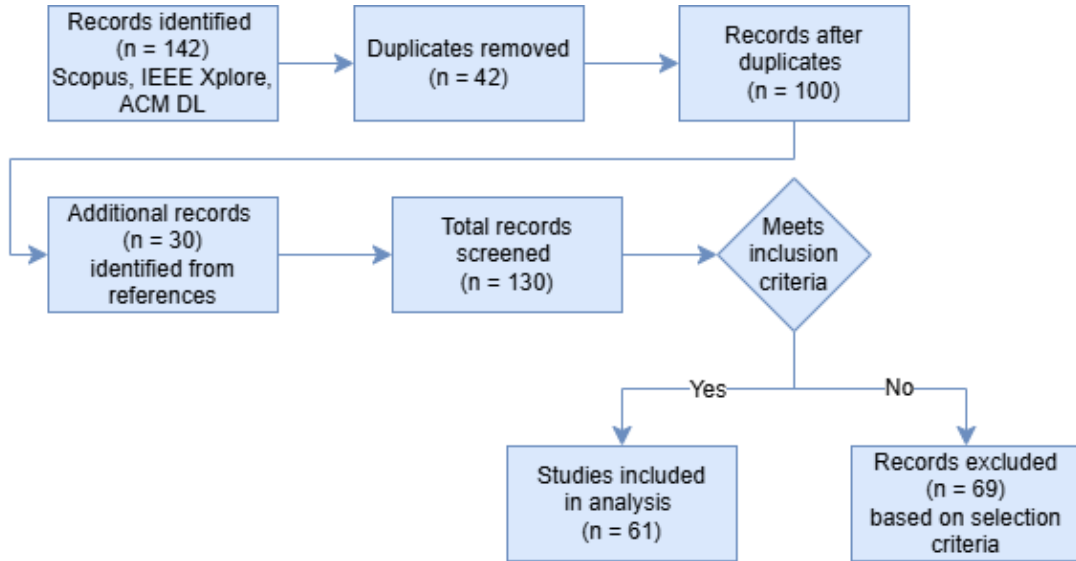 Records identified
(n = 142)
Scopus, IEEE Xplore,
ACM DL
Duplicates removed
(n = 42)
Records after
duplicates
(n = 100)
Additional records
(n = 30)
identified from
references
Total records
screened
(n = 130)
Meets
inclusion
criteria
Yes
No
Studies included
in analysis
(n = 61)
Records excluded
(n = 69)
based on selection
criteria